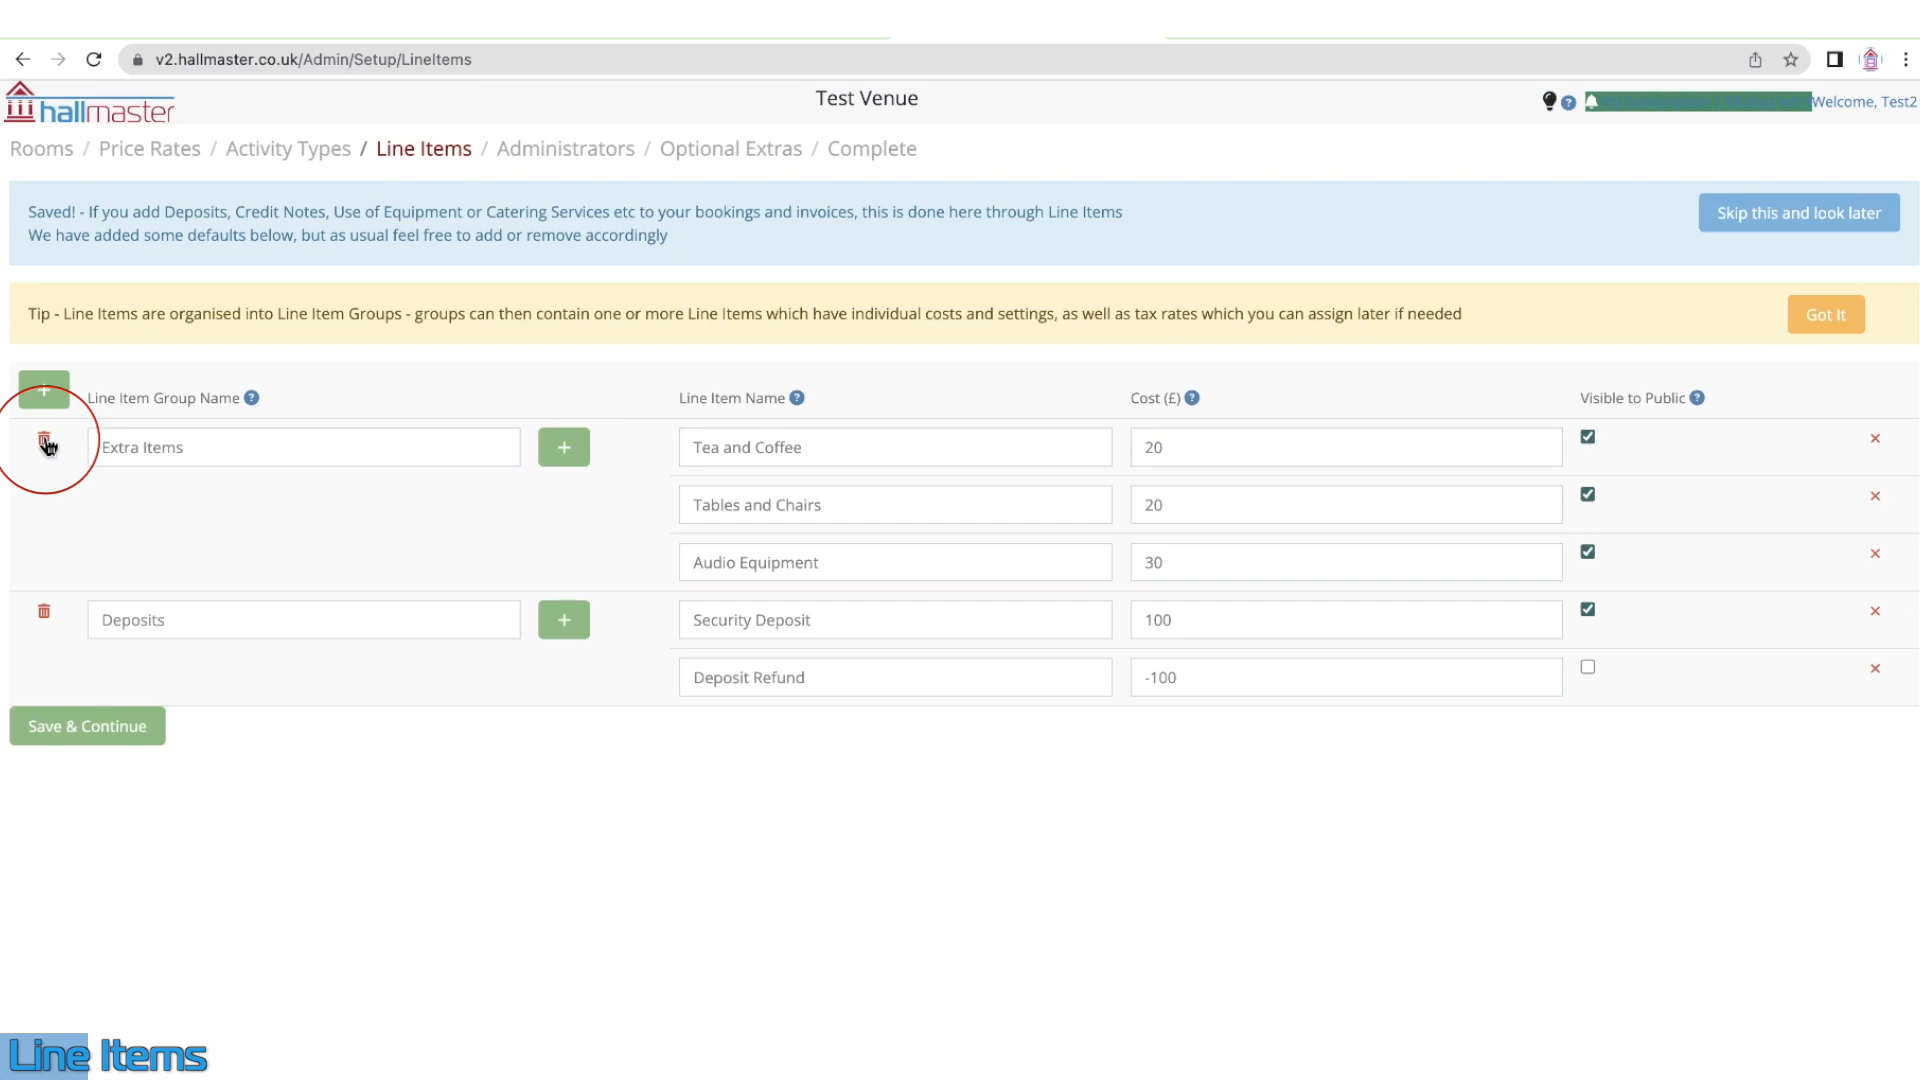 v2.hallmaster.co.uk/Admin/Setup/LineItems
hallmaster
Test Venue
Welcome, Test2
Rooms / Price Rates / Activity Types / Line Items / Administrators / Optional Extras / Complete
Saved! - If you add Deposits, Credit Notes, Use of Equipment or Catering Services etc to your bookings and invoices, this is done here through Line Items
We have added some defaults below, but as usual feel free to add or remove accordingly
Skip this and look later
Tip - Line Items are organised into Line Item Groups - groups can then contain one or more Line Items which have individual costs and settings, as well as tax rates which you can assign later if needed
Got It
+ Line Item Group Name ? Line Item Name ? Cost (£) ? Visible to Public ?
Extra Items + Tea and Coffee 20
Tables and Chairs 20
Audio Equipment 30
Deposits + Security Deposit 100
Deposit Refund -100
Save & Continue
Line Items